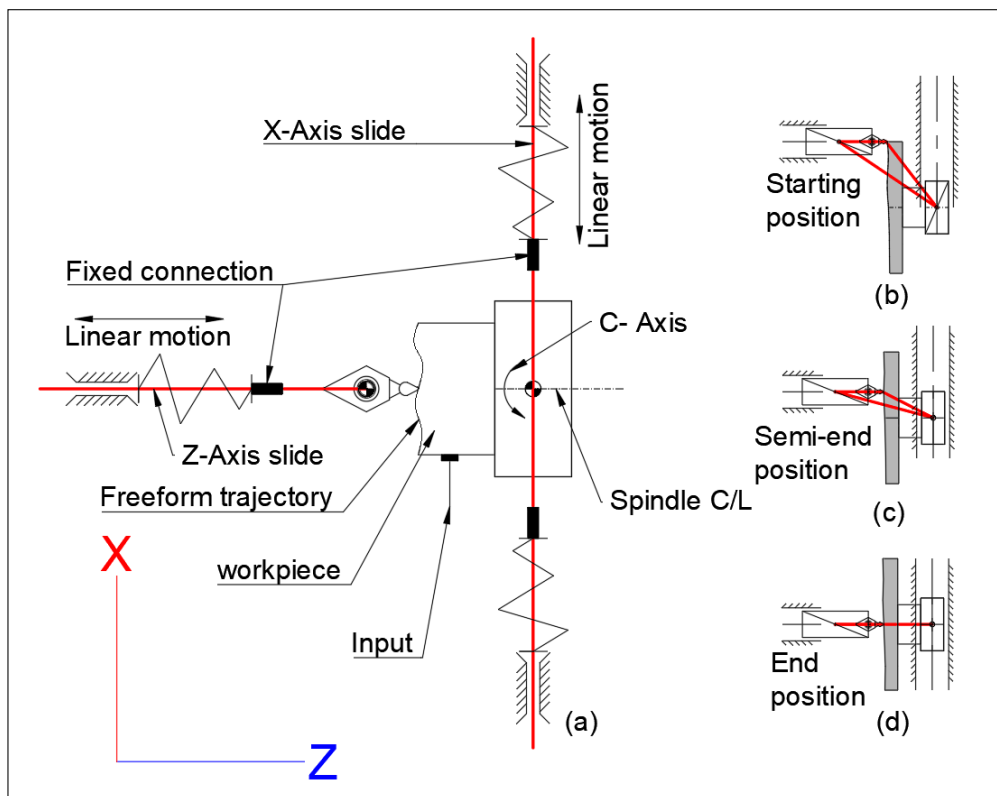 X-Axis slide
Linear motion
Fixed connection
Linear motion
C- Axis
Z-Axis slide
Freeform trajectory
Spindle C/L
workpiece
Input
(a)
X
Z
Starting
position
(b)
Semi-end
position
(c)
End
position
(d)